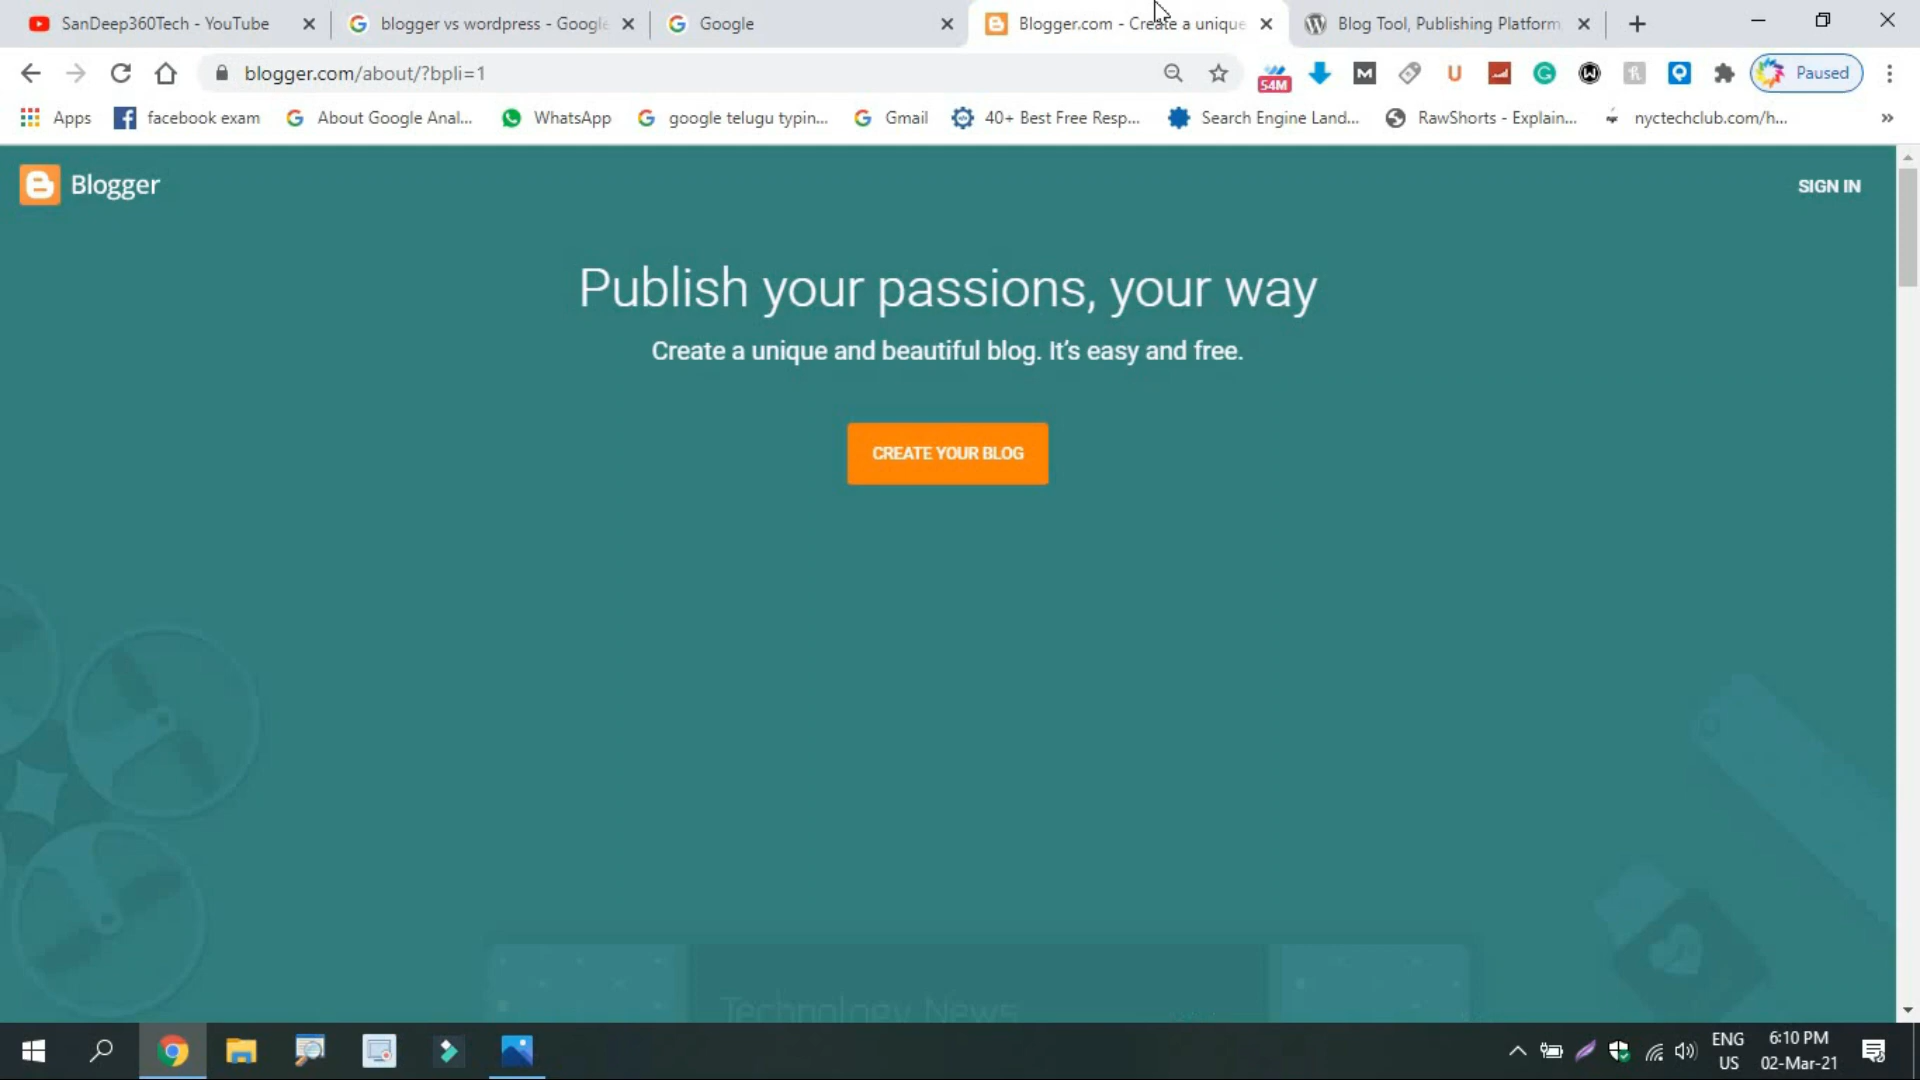 SanDeep360Tech - YouTube
blogger vs wordpress - Google
Google
Blogger.com - Create a unique
Blog Tool, Publishing Platform
blogger.com/about/?bpli=1
54M
Paused
Apps
facebook exam
About Google Anal...
WhatsApp
google telugu typin...
Gmail
40+ Best Free Resp...
Search Engine Land...
RawShorts - Explain...
nyctechclub.com/h...
Blogger
SIGN IN
Publish your passions, your way
Create a unique and beautiful blog. It's easy and free.
CREATE YOUR BLOG
Technology News
ENG
US
6:10 PM
02-Mar-21